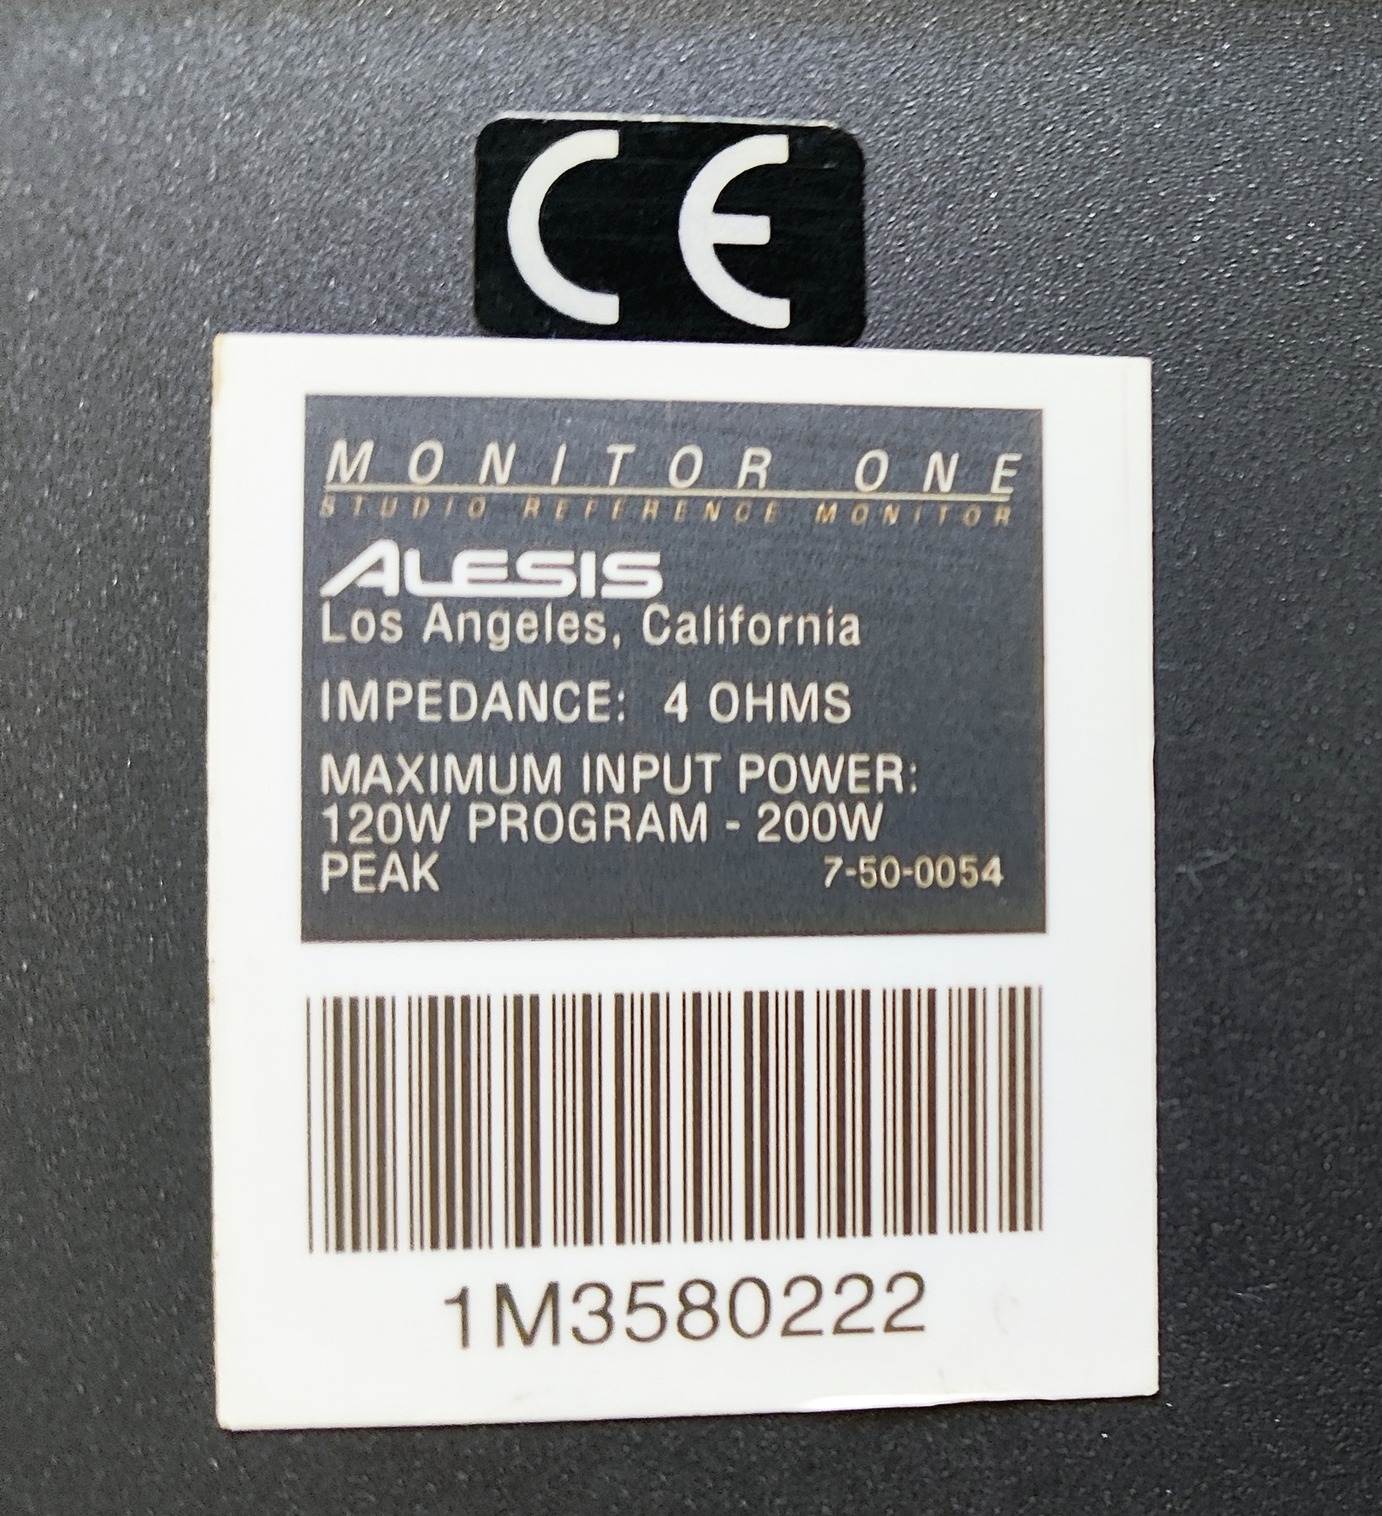 CE
MONITOR ONE
STUDIO REFERENCE MONITOR
ALESIS
Los Angeles, California
IMPEDANCE: 4 OHMS
MAXIMUM INPUT POWER:
120W PROGRAM - 200W
PEAK 7-50-0054
1M3580222